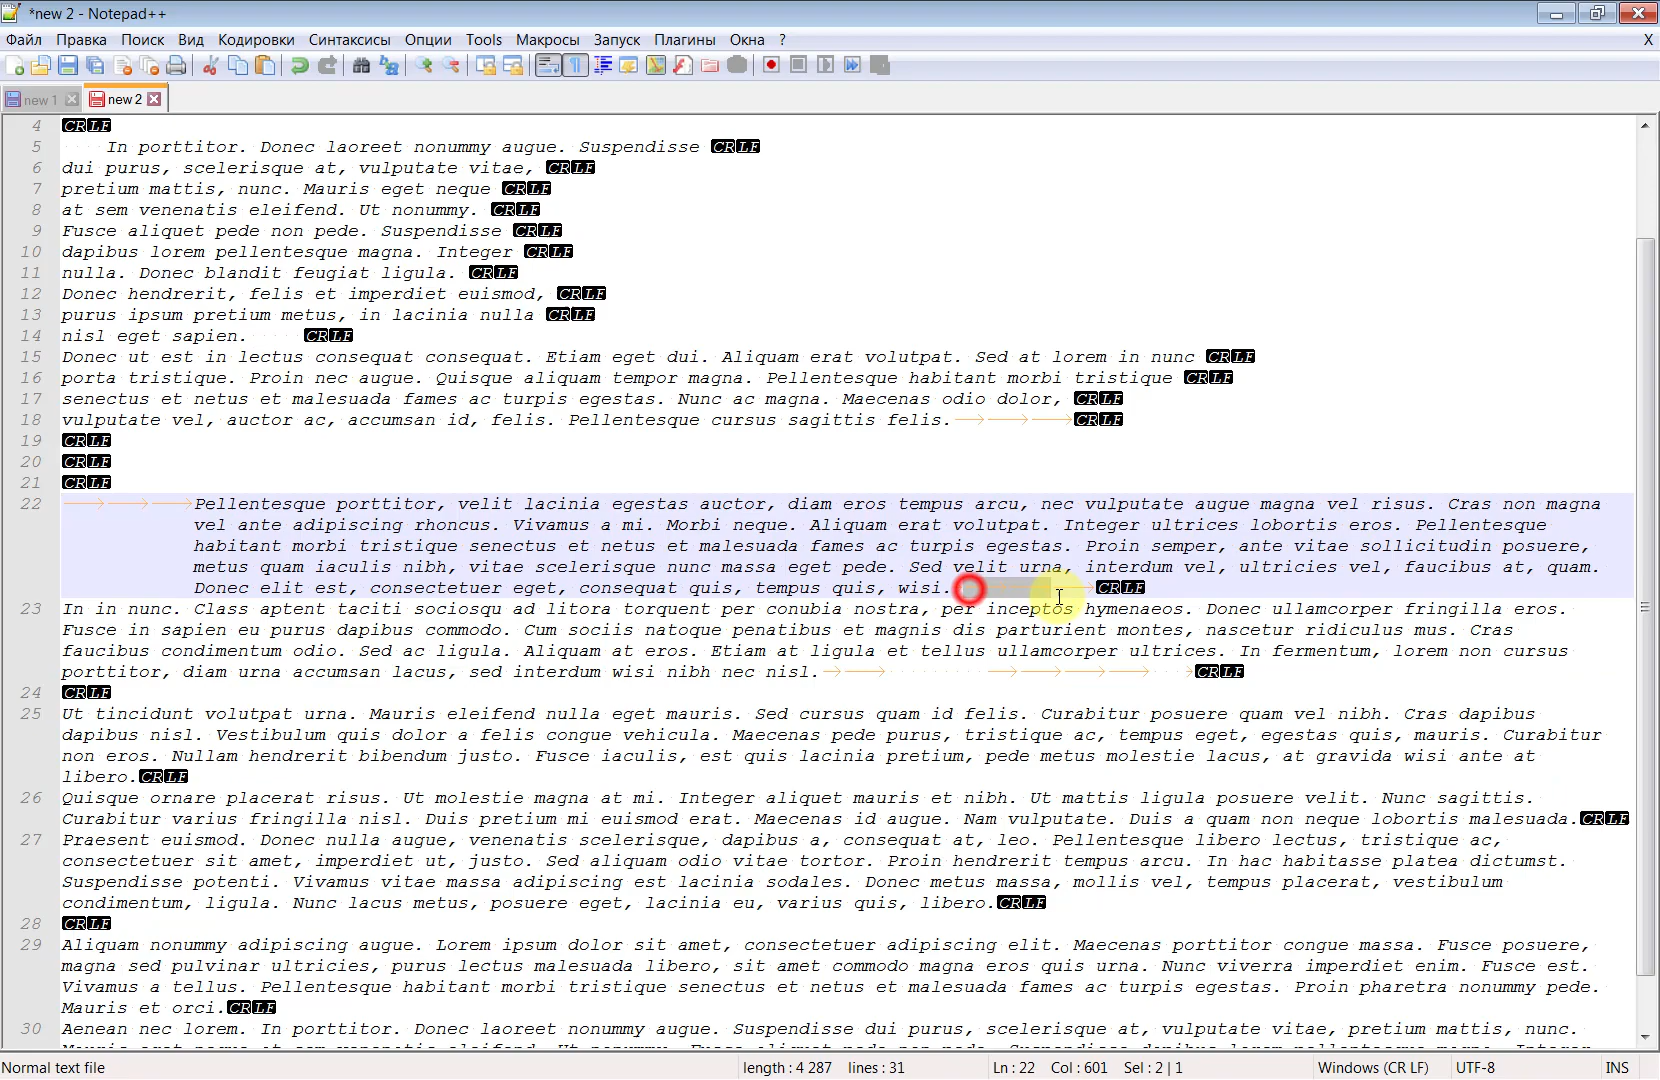 *new 2 - Notepad++
Файл Правка Поиск Вид Кодировки Синтаксисы Опции Tools Макросы Запуск Плагины Окна ? X
new 1 new 2
4 CRLF
5 In porttitor. Donec laoreet nonummy augue. Suspendisse CRLF
6 dui purus, scelerisque at, vulputate vitae, CRLF
7 pretium mattis, nunc. Mauris eget neque CRLF
8 at sem venenatis eleifend. Ut nonummy. CRLF
9 Fusce aliquet pede non pede. Suspendisse CRLF
10 dapibus lorem pellentesque magna. Integer CRLF
11 nulla. Donec blandit feugiat ligula. CRLF
12 Donec hendrerit, felis et imperdiet euismod, CRLF
13 purus ipsum pretium metus, in lacinia nulla CRLF
14 nisl eget sapien. CRLF
15 Donec ut est in lectus consequat consequat. Etiam eget dui. Aliquam erat volutpat. Sed at lorem in nunc CRLF
16 porta tristique. Proin nec augue. Quisque aliquam tempor magna. Pellentesque habitant morbi tristique CRLF
17 senectus et netus et malesuada fames ac turpis egestas. Nunc ac magna. Maecenas odio dolor, CRLF
18 vulputate vel, auctor ac, accumsan id, felis. Pellentesque cursus sagittis felis. CRLF
19 CRLF
20 CRLF
21 CRLF
22 Pellentesque porttitor, velit lacinia egestas auctor, diam eros tempus arcu, nec vulputate augue magna vel risus. Cras non magna
vel ante adipiscing rhoncus. Vivamus a mi. Morbi neque. Aliquam erat volutpat. Integer ultrices lobortis eros. Pellentesque
habitant morbi tristique senectus et netus et malesuada fames ac turpis egestas. Proin semper, ante vitae sollicitudin posuere,
metus quam iaculis nibh, vitae scelerisque nunc massa eget pede. Sed velit urna, interdum vel, ultricies vel, faucibus at, quam.
Donec elit est, consectetuer eget, consequat quis, tempus quis, wisi. CRLF
23 In in nunc. Class aptent taciti sociosqu ad litora torquent per conubia nostra, per inceptos hymenaeos. Donec ullamcorper fringilla eros.
Fusce in sapien eu purus dapibus commodo. Cum sociis natoque penatibus et magnis dis parturient montes, nascetur ridiculus mus. Cras
faucibus condimentum odio. Sed ac ligula. Aliquam at eros. Etiam at ligula et tellus ullamcorper ultrices. In fermentum, lorem non cursus
porttitor, diam urna accumsan lacus, sed interdum wisi nibh nec nisl. CRLF
24 CRLF
25 Ut tincidunt volutpat urna. Mauris eleifend nulla eget mauris. Sed cursus quam id felis. Curabitur posuere quam vel nibh. Cras dapibus
dapibus nisl. Vestibulum quis dolor a felis congue vehicula. Maecenas pede purus, tristique ac, tempus eget, egestas quis, mauris. Curabitur
non eros. Nullam hendrerit bibendum justo. Fusce iaculis, est quis lacinia pretium, pede metus molestie lacus, at gravida wisi ante at
libero. CRLF
26 Quisque ornare placerat risus. Ut molestie magna at mi. Integer aliquet mauris et nibh. Ut mattis ligula posuere velit. Nunc sagittis.
Curabitur varius fringilla nisl. Duis pretium mi euismod erat. Maecenas id augue. Nam vulputate. Duis a quam non neque lobortis malesuada. CRLF
27 Praesent euismod. Donec nulla augue, venenatis scelerisque, dapibus a, consequat at, leo. Pellentesque libero lectus, tristique ac,
consectetuer sit amet, imperdiet ut, justo. Sed aliquam odio vitae tortor. Proin hendrerit tempus arcu. In hac habitasse platea dictumst.
Suspendisse potenti. Vivamus vitae massa adipiscing est lacinia sodales. Donec metus massa, mollis vel, tempus placerat, vestibulum
condimentum, ligula. Nunc lacus metus, posuere eget, lacinia eu, varius quis, libero. CRLF
28 CRLF
29 Aliquam nonummy adipiscing augue. Lorem ipsum dolor sit amet, consectetuer adipiscing elit. Maecenas porttitor congue massa. Fusce posuere,
magna sed pulvinar ultricies, purus lectus malesuada libero, sit amet commodo magna eros quis urna. Nunc viverra imperdiet enim. Fusce est.
Vivamus a tellus. Pellentesque habitant morbi tristique senectus et netus et malesuada fames ac turpis egestas. Proin pharetra nonummy pede.
Mauris et orci. CRLF
30 Aenean nec lorem. In porttitor. Donec laoreet nonummy augue. Suspendisse dui purus, scelerisque at, vulputate vitae, pretium mattis, nunc.
Normal text file length : 4 287 lines : 31 Ln : 22 Col : 601 Sel : 2 | 1 Windows (CR LF) UTF-8 INS